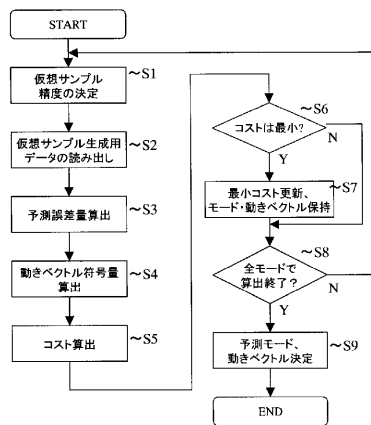 START
仮想サンプル
精度の決定
～S1
仮想サンプル生成用
データの読み出し
～S2
予測誤差量算出
～S3
動きベクトル符号量
算出
～S4
コスト算出
～S5
コストは最小?
～S6
N
Y
最小コスト更新、
モード・動きベクトル保持
～S7
全モードで
算出終了?
～S8
N
Y
予測モード、
動きベクトル決定
～S9
END